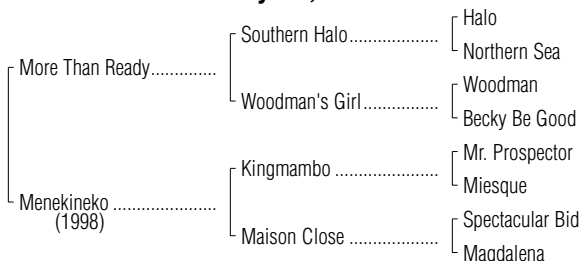 Halo
Southern Halo
Northern Sea
More Than Ready
Woodman
Woodman's Girl
Becky Be Good
Mr. Prospector
Kingmambo
Miesque
Menekineko
(1998)
Spectacular Bid
Maison Close
Magdalena